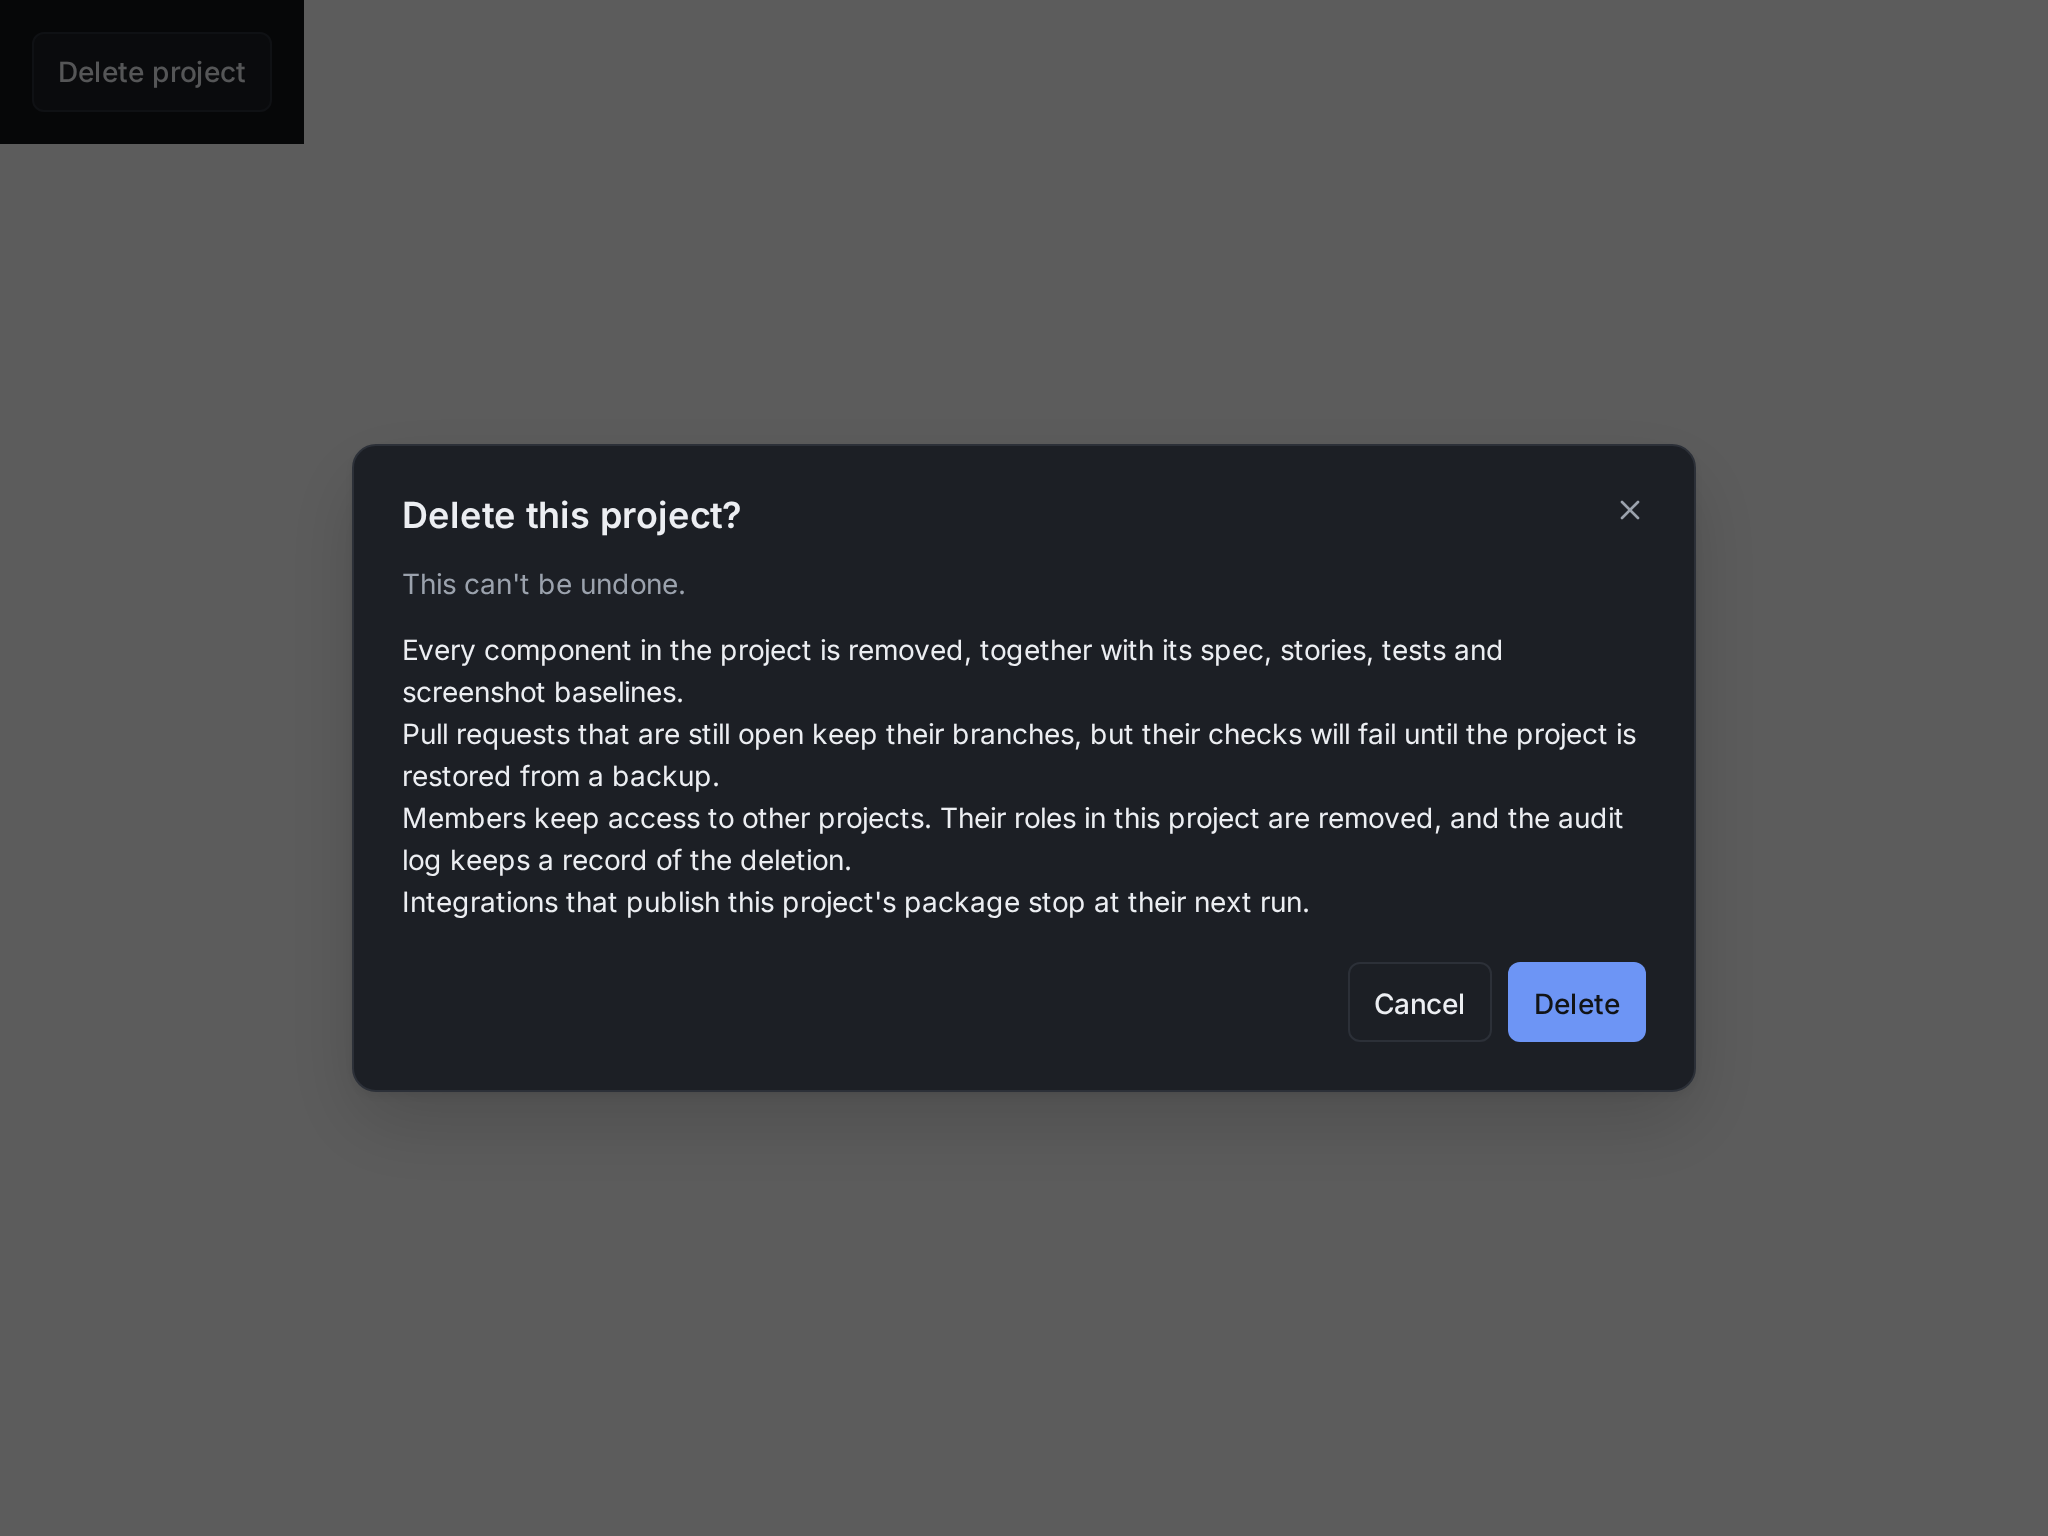 Delete project
Delete this project?
This can't be undone.
Every component in the project is removed, together with its spec, stories, tests and
screenshot baselines.
Pull requests that are still open keep their branches, but their checks will fail until the project is
restored from a backup.
Members keep access to other projects. Their roles in this project are removed, and the audit
log keeps a record of the deletion.
Integrations that publish this project's package stop at their next run.
Cancel
Delete